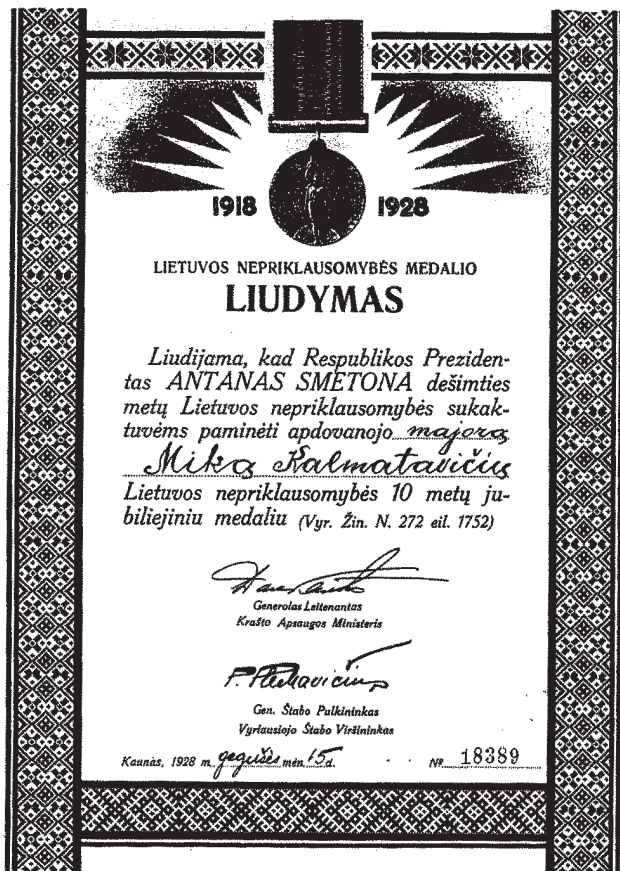 1918 1928
LIETUVOS NEPRIKLAUSOMYBĖS MEDALIO
LIUDYMAS
Liudijama, kad Respublikos Preziden-
tas ANTANAS SMETONA dešimties
metų Lietuvos nepriklausomybės sukak-
tuvėms paminėti apdovanojo majorą
Miką Kalmatavičių
Lietuvos nepriklausomybės 10 metų ju-
biliejiniu medaliu (Vyr. Žin. N. 272 eil. 1752)
Generolas Leitenantas
Krašto Apsaugos Ministeris
P. Plechavičius
Gen. Štabo Pulkininkas
Vyriausiojo Štabo Viršininkas
Kaunas, 1928 m. gegužės mėn. 15 d. № 18389